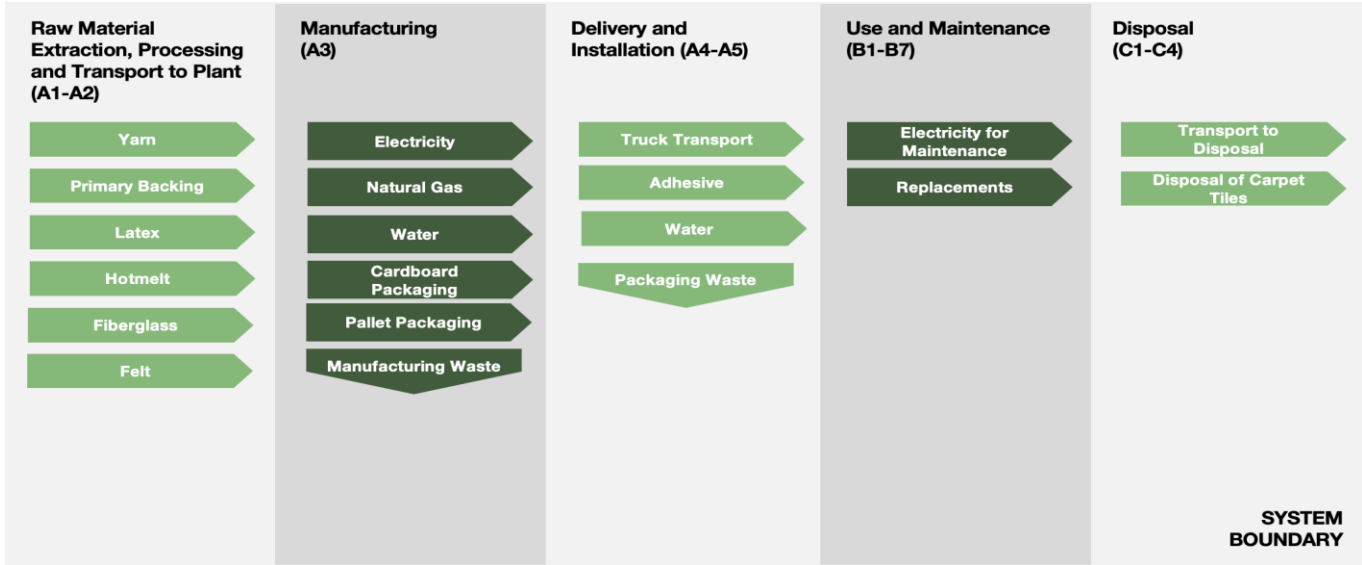 Raw Material
Extraction, Processing
and Transport to Plant
(A1-A2)
Yarn
Primary Backing
Latex
Hotmelt
Fiberglass
Felt
Manufacturing
(A3)
Electricity
Natural Gas
Water
Cardboard
Packaging
Pallet Packaging
Manufacturing Waste
Delivery and
Installation (A4-A5)
Truck Transport
Adhesive
Water
Packaging Waste
Use and Maintenance
(B1-B7)
Electricity for
Maintenance
Replacements
Disposal
(C1-C4)
Transport to
Disposal
Disposal of Carpet
Tiles
SYSTEM
BOUNDARY